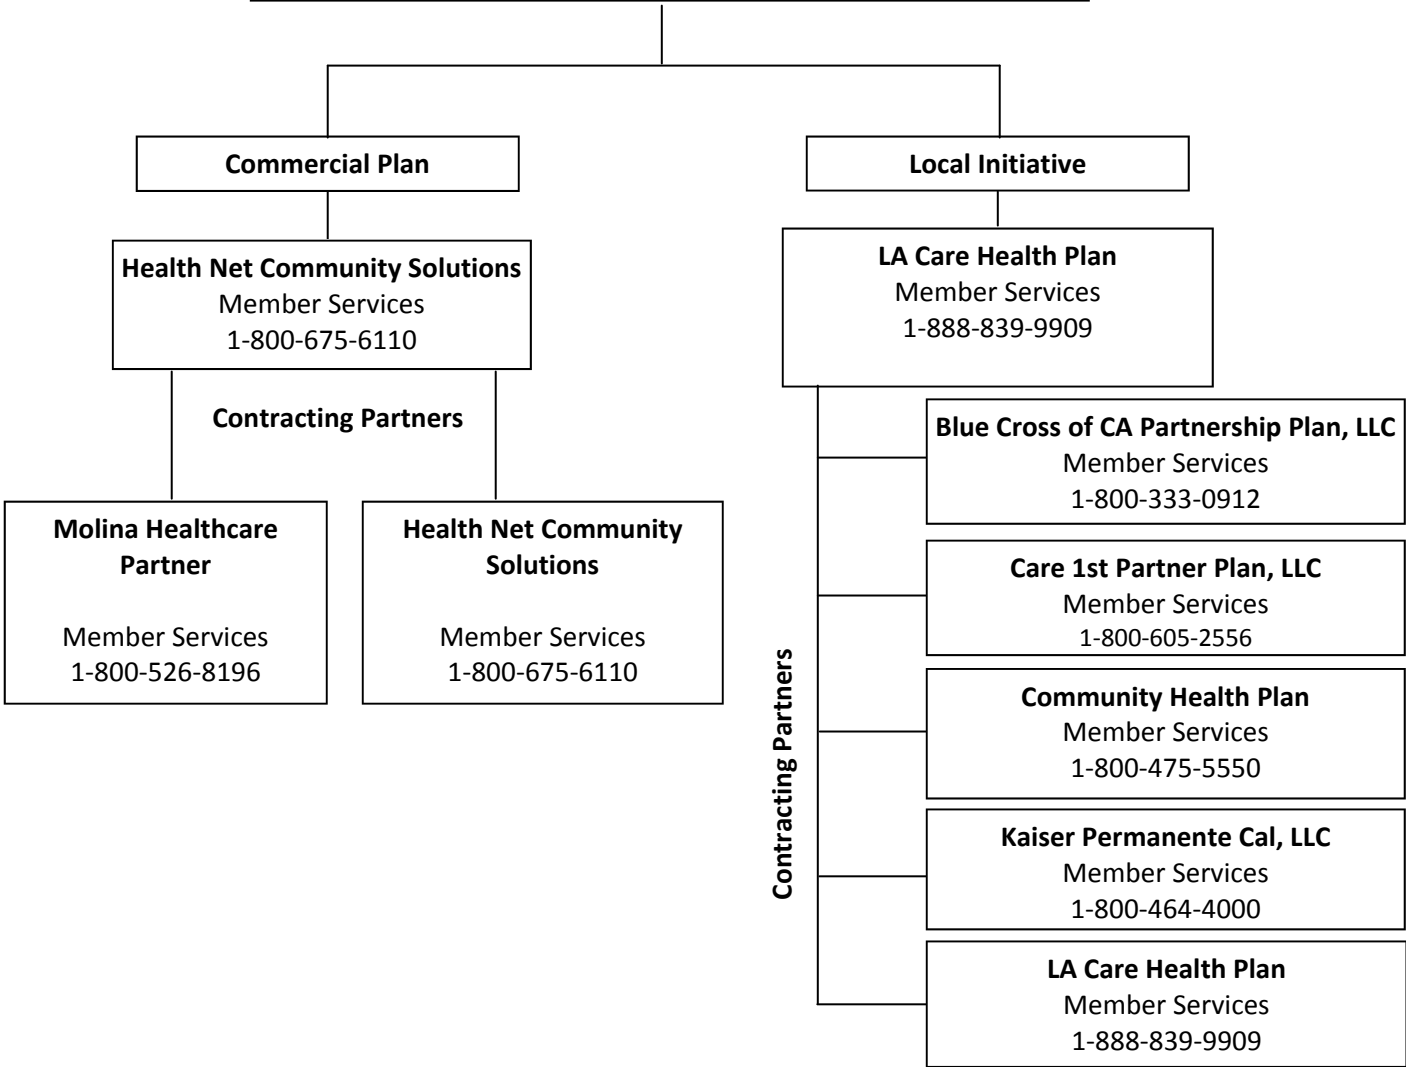 Commercial Plan
Local Initiative
Health Net Community Solutions
Member Services
1-800-675-6110
LA Care Health Plan
Member Services
1-888-839-9909
Contracting Partners
Molina Healthcare
Partner
Member Services
1-800-526-8196
Health Net Community
Solutions
Member Services
1-800-675-6110
Contracting Partners
Blue Cross of CA Partnership Plan, LLC
Member Services
1-800-333-0912
Care 1st Partner Plan, LLC
Member Services
1-800-605-2556
Community Health Plan
Member Services
1-800-475-5550
Kaiser Permanente Cal, LLC
Member Services
1-800-464-4000
LA Care Health Plan
Member Services
1-888-839-9909